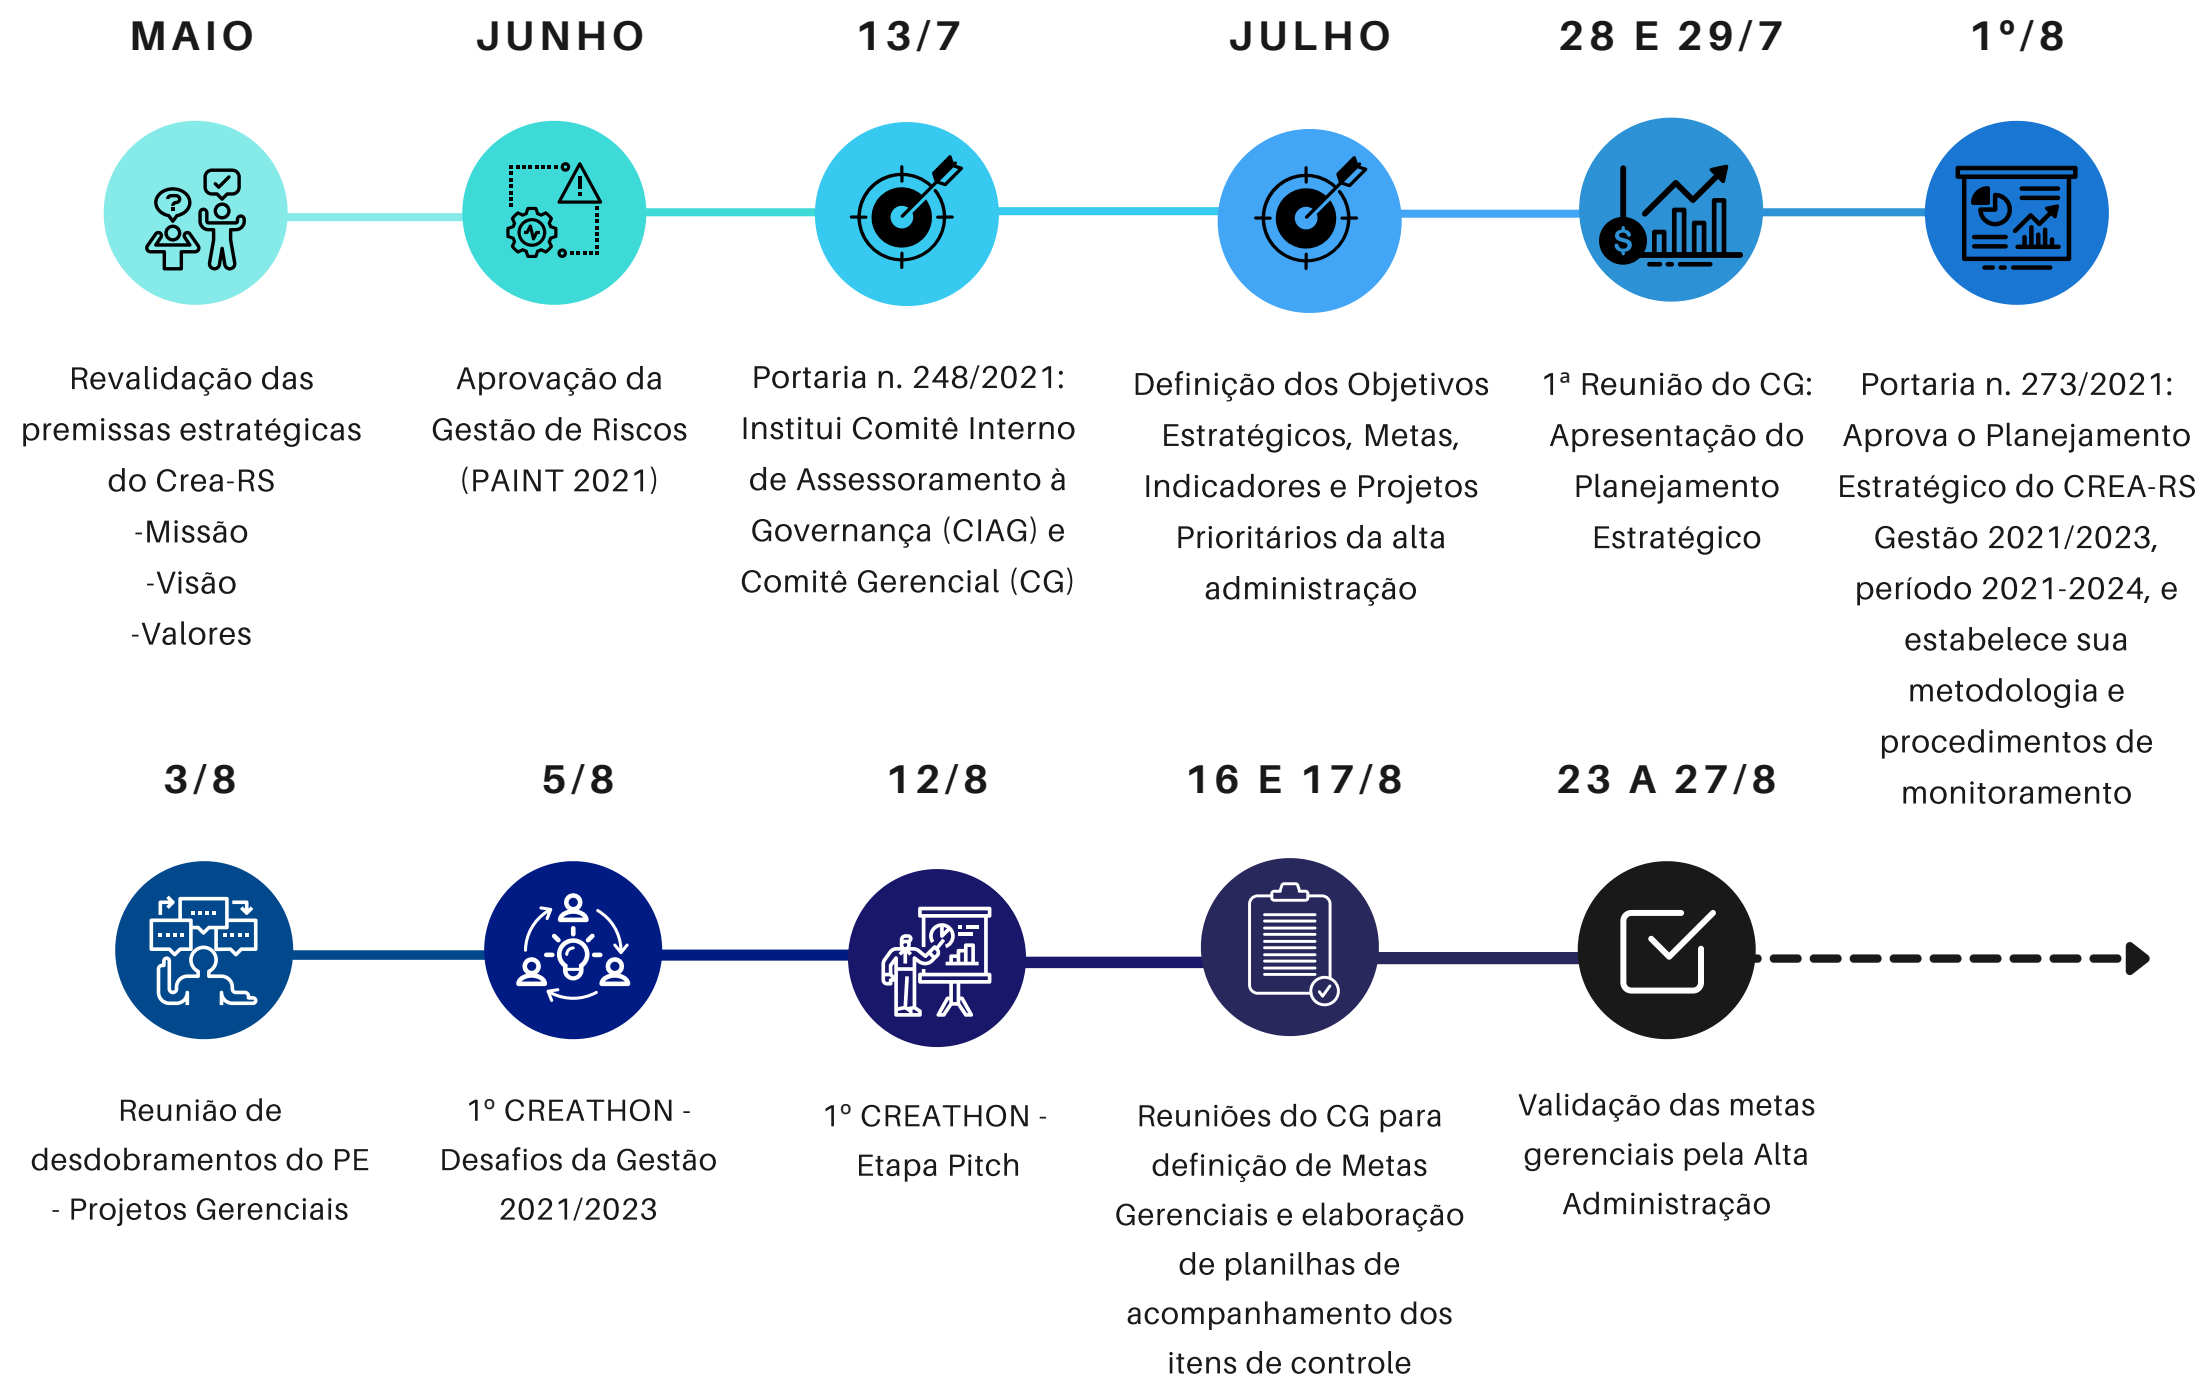 MAIO
Revalidação das
premissas estratégicas
do Crea-RS
-Missão
-Visão
-Valores
JUNHO
Aprovação da
Gestão de Riscos
(PAINT 2021)
13/7
Portaria n. 248/2021:
Institui Comitê Interno
de Assessoramento à
Governança (CIAG) e
Comitê Gerencial (CG)
JULHO
Definição dos Objetivos
Estratégicos, Metas,
Indicadores e Projetos
Prioritários da alta
administração
28 E 29/7
1ª Reunião do CG:
Apresentação do
Planejamento
Estratégico
1º/8
Portaria n. 273/2021:
Aprova o Planejamento
Estratégico do CREA-RS
Gestão 2021/2023,
período 2021-2024, e
estabelece sua
metodologia e
procedimentos de
monitoramento
3/8
Reunião de
desdobramentos do PE
- Projetos Gerenciais
5/8
1º CREATHON -
Desafios da Gestão
2021/2023
12/8
1º CREATHON -
Etapa Pitch
16 E 17/8
Reuniões do CG para
definição de Metas
Gerenciais e elaboração
de planilhas de
acompanhamento dos
itens de controle
23 A 27/8
Validação das metas
gerenciais pela Alta
Administração